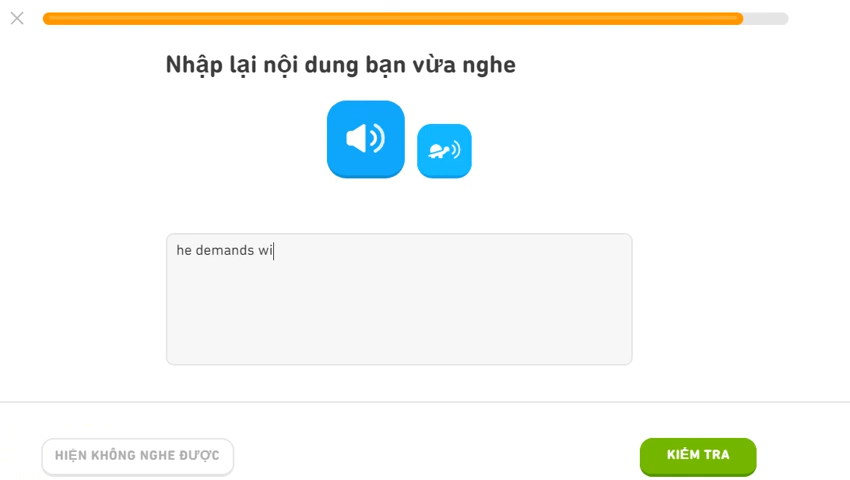 Nhập lại nội dung bạn vừa nghe
he demands wi
HIỆN KHÔNG NGHE ĐƯỢC
KIỂM TRA